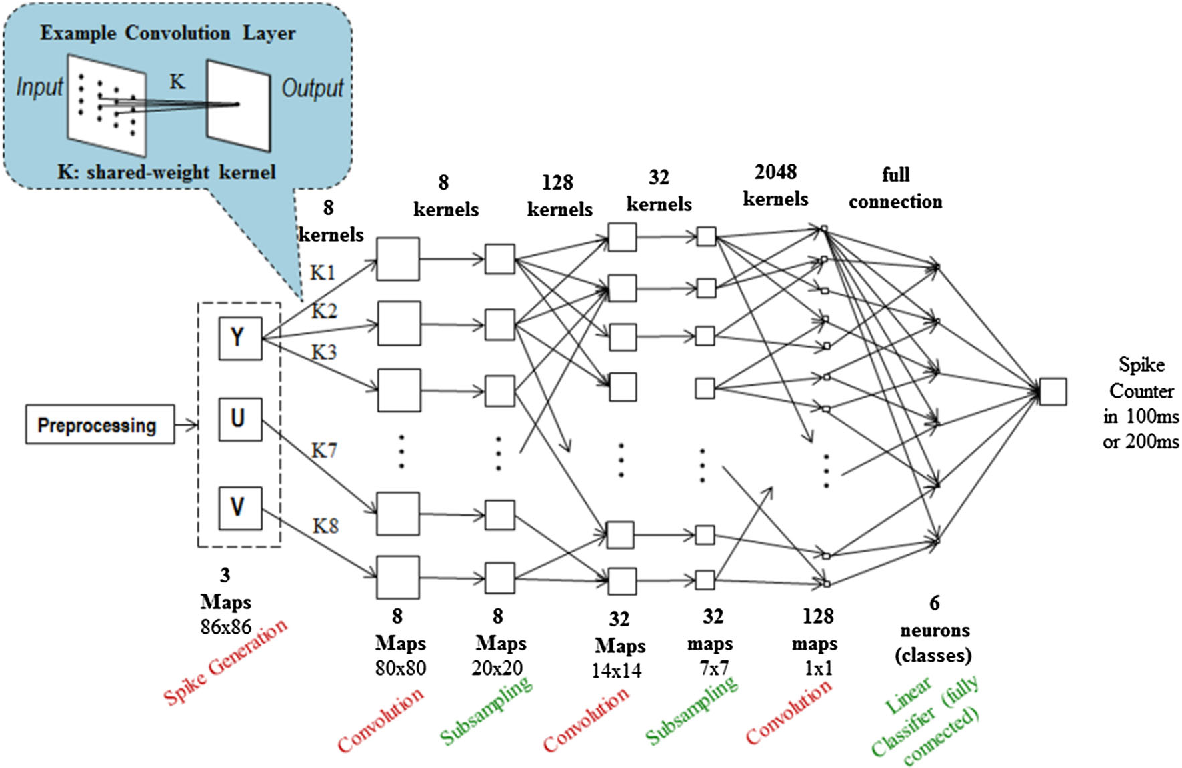 Example Convolution Layer
Input
K
Output
K: shared-weight kernel
8
kernels
8
kernels
128
kernels
32
kernels
2048
kernels
full
connection
K1
K2
K3
K7
K8
Y
U
V
Preprocessing
Spike
Counter
in 100ms
or 200ms
3
Maps
86x86
Spike Generation
8
Maps
80x80
Convolution
8
Maps
20x20
Subsampling
32
Maps
14x14
Convolution
32
maps
7x7
Subsampling
128
maps
1x1
Convolution
6
neurons
(classes)
Linear
Classifier (fully
connected)